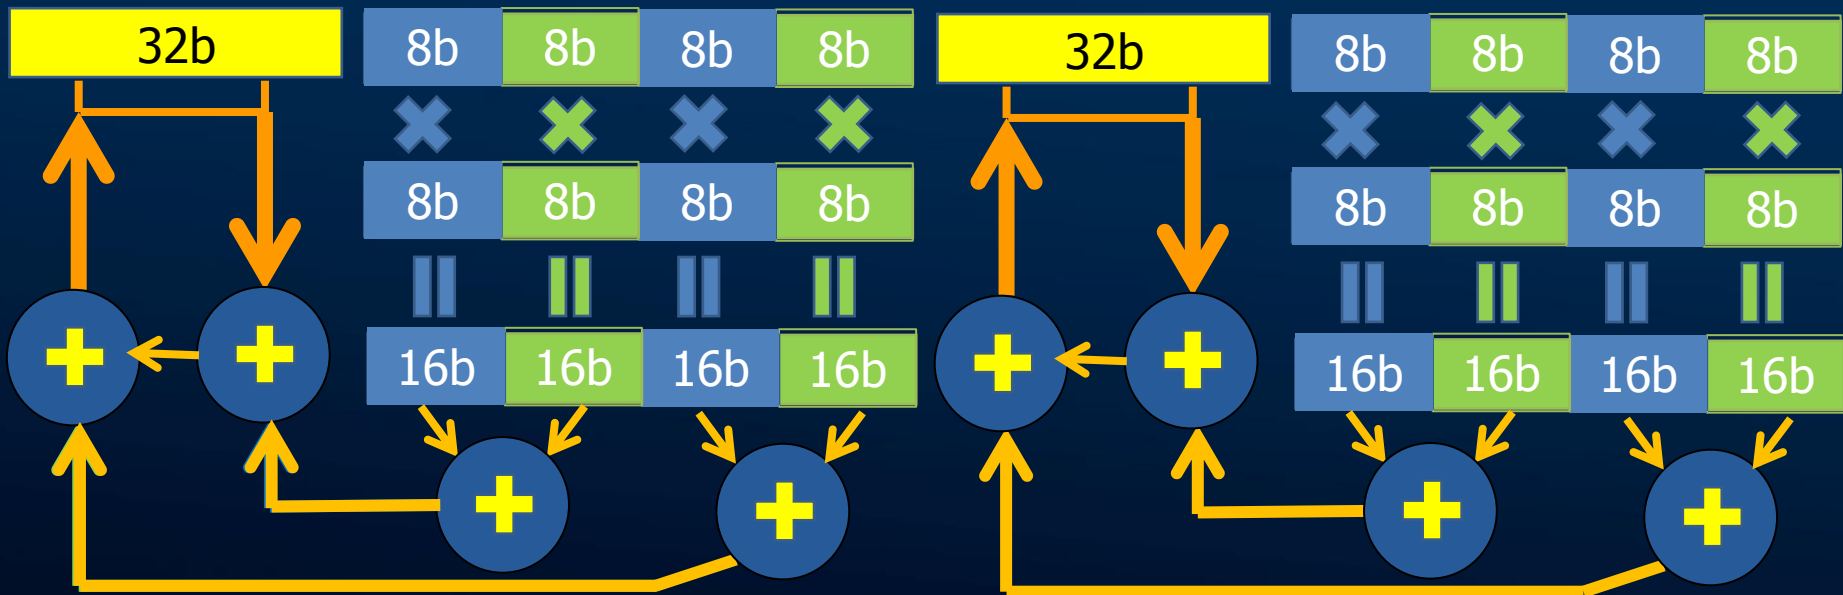 32b 8b 8b 8b 8b 32b 8b 8b 8b 8b
8b 8b 8b 8b 8b 8b 8b 8b
16b 16b 16b 16b 16b 16b 16b 16b